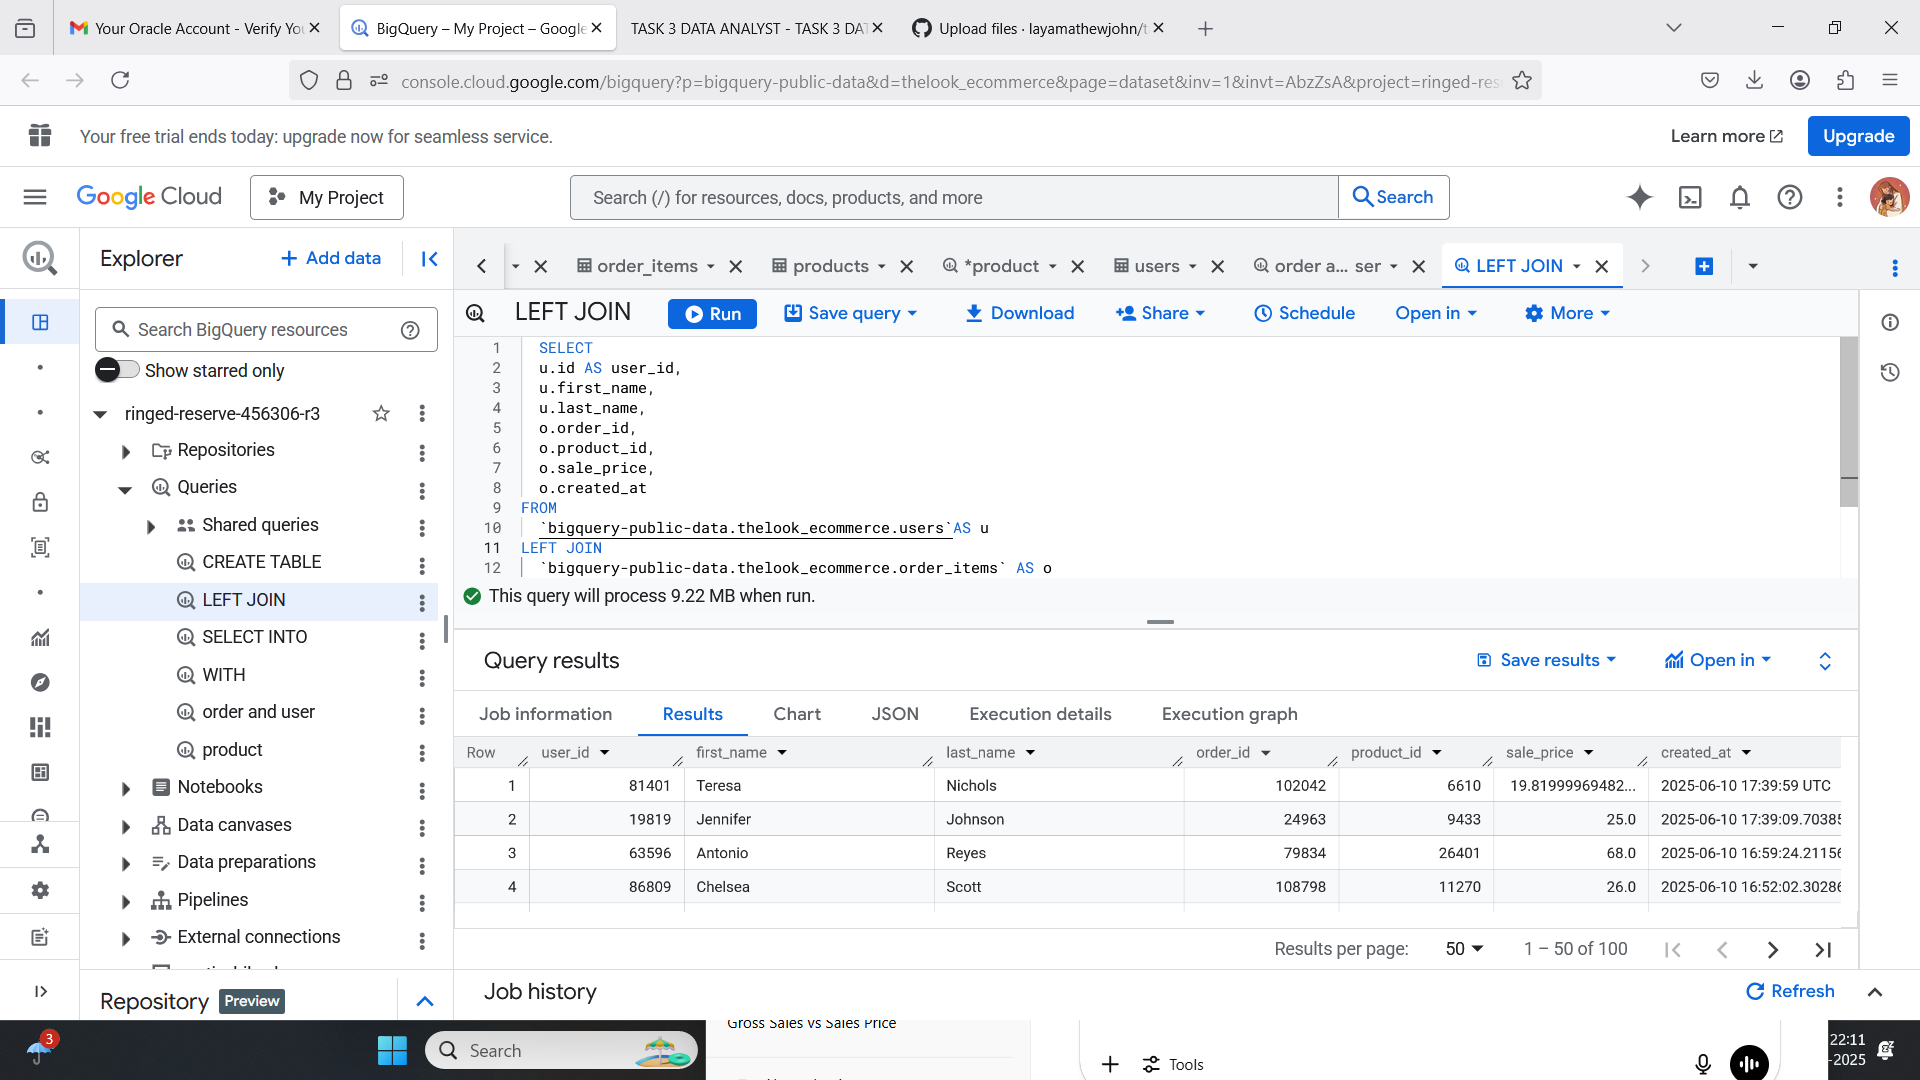 Your Oracle Account - Verify Yo
BigQuery – My Project – Google
TASK 3 DATA ANALYST - TASK 3 DAT
Upload files · layamathewjohn/t
console.cloud.google.com/bigquery?p=bigquery-public-data&d=thelook_ecommerce&page=dataset&inv=1&invt=AbzZsA&project=ringed-res
Your free trial ends today: upgrade now for seamless service.
Learn more
Upgrade
Google Cloud
My Project
Search (/) for resources, docs, products, and more
Search
Explorer
Add data
order_items
products
*product
users
order a... ser
LEFT JOIN
Search BigQuery resources
Show starred only
ringed-reserve-456306-r3
Repositories
Queries
Shared queries
CREATE TABLE
LEFT JOIN
SELECT INTO
WITH
order and user
product
Notebooks
Data canvases
Data preparations
Pipelines
External connections
Repository Preview
LEFT JOIN
Run
Save query
Download
Share
Schedule
Open in
More
1 SELECT
2 u.id AS user_id,
3 u.first_name,
4 u.last_name,
5 o.order_id,
6 o.product_id,
7 o.sale_price,
8 o.created_at
9 FROM
10 `bigquery-public-data.thelook_ecommerce.users`AS u
11 LEFT JOIN
12 `bigquery-public-data.thelook_ecommerce.order_items` AS o
This query will process 9.22 MB when run.
Query results
Save results
Open in
Job information
Results
Chart
JSON
Execution details
Execution graph
Row user_id first_name last_name order_id product_id sale_price created_at
1 81401 Teresa Nichols 102042 6610 19.81999969482... 2025-06-10 17:39:59 UTC
2 19819 Jennifer Johnson 24963 9433 25.0 2025-06-10 17:39:09.70385
3 63596 Antonio Reyes 79834 26401 68.0 2025-06-10 16:59:24.21156
4 86809 Chelsea Scott 108798 11270 26.0 2025-06-10 16:52:02.30286
Results per page: 50 1 – 50 of 100
Job history
Refresh
3
Search
Gross Sales vs Sales Price
Tools
22:11
-2025